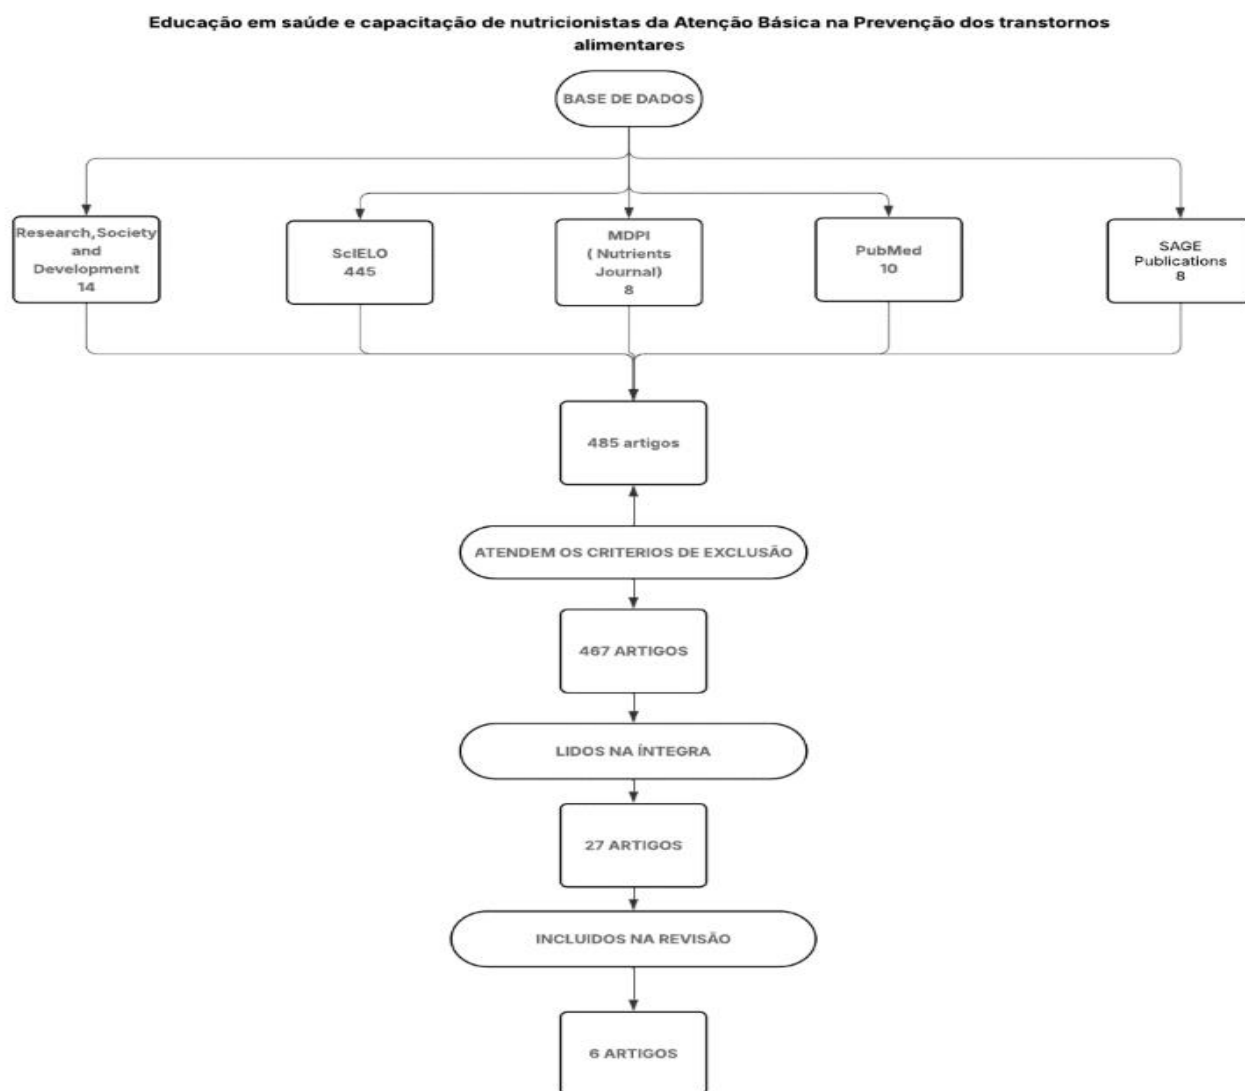 Educação em saúde e capacitação de nutricionistas da Atenção Básica na Prevenção dos transtornos
alimentares
BASE DE DADOS
Research,Society
and
Development
14
ScIELO
445
MDPI
( Nutrients
Journal)
8
PubMed
10
SAGE
Publications
8
485 artigos
ATENDEM OS CRITERIOS DE EXCLUSÃO
467 ARTIGOS
LIDOS NA ÍNTEGRA
27 ARTIGOS
INCLUIDOS NA REVISÃO
6 ARTIGOS